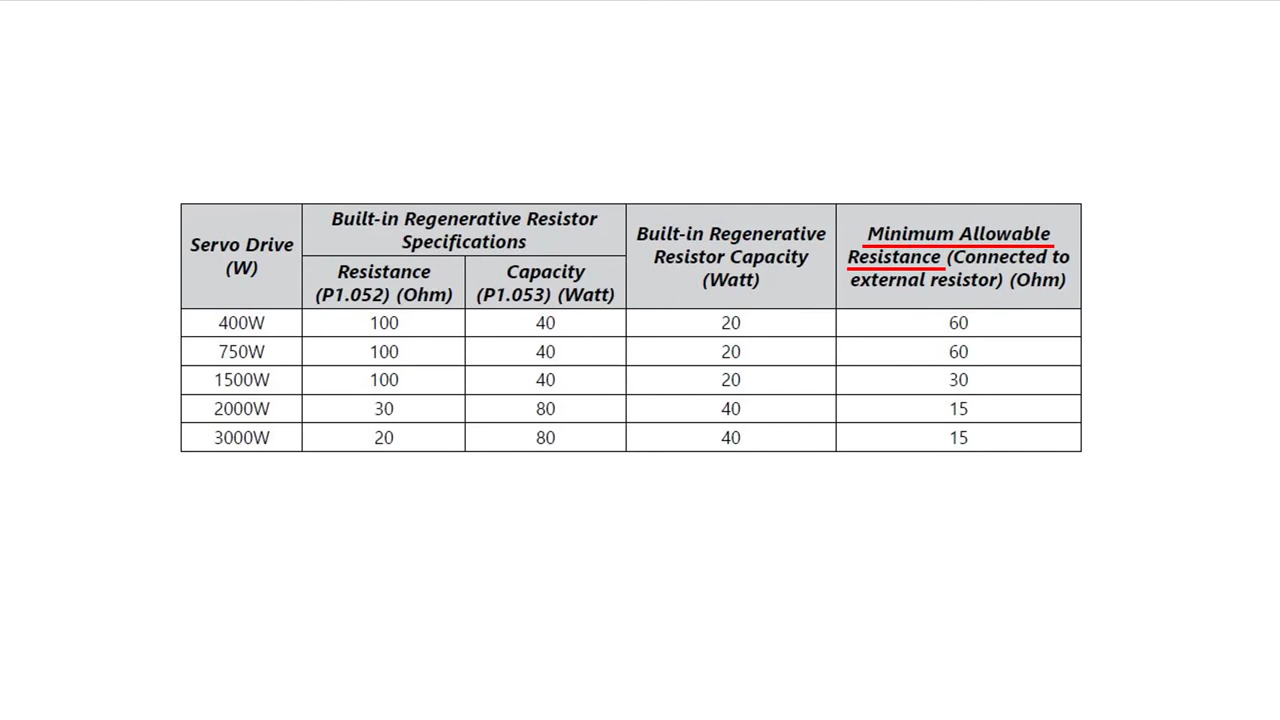 Servo Drive
(W)
Built-in Regenerative Resistor
Specifications
Resistance
(P1.052) (Ohm)
Capacity
(P1.053) (Watt)
Built-in Regenerative
Resistor Capacity
(Watt)
Minimum Allowable
Resistance (Connected to
external resistor) (Ohm)
400W 100 40 20 60
750W 100 40 20 60
1500W 100 40 20 30
2000W 30 80 40 15
3000W 20 80 40 15